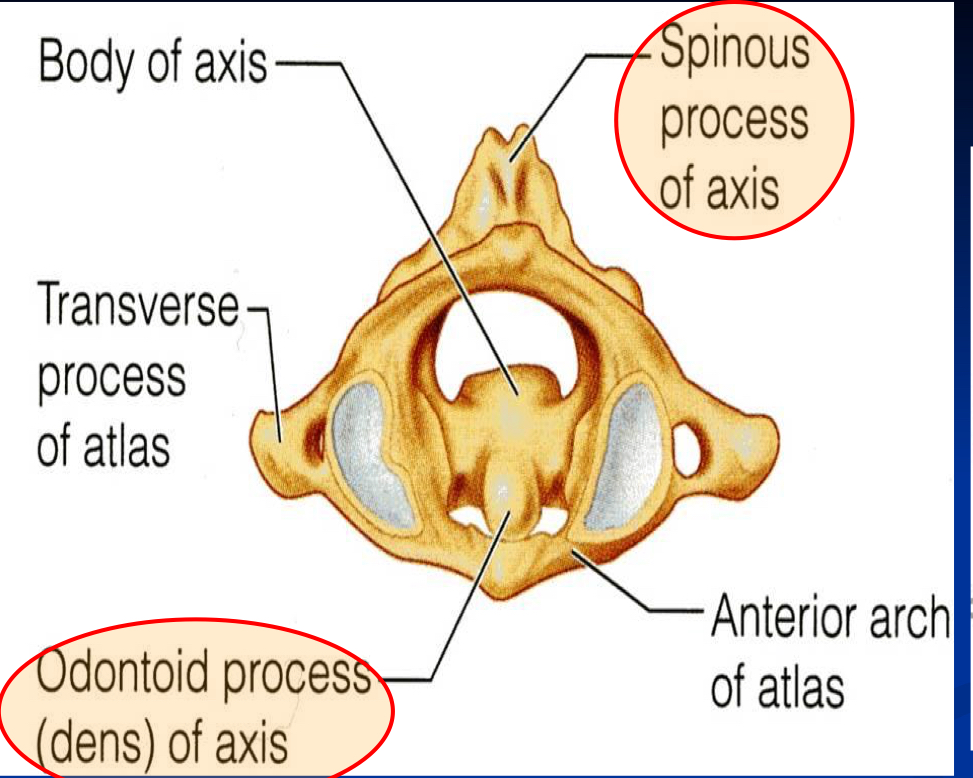 Body of axis
Spinous
process
of axis
Transverse
process
of atlas
Anterior arch
of atlas
Odontoid process
(dens) of axis